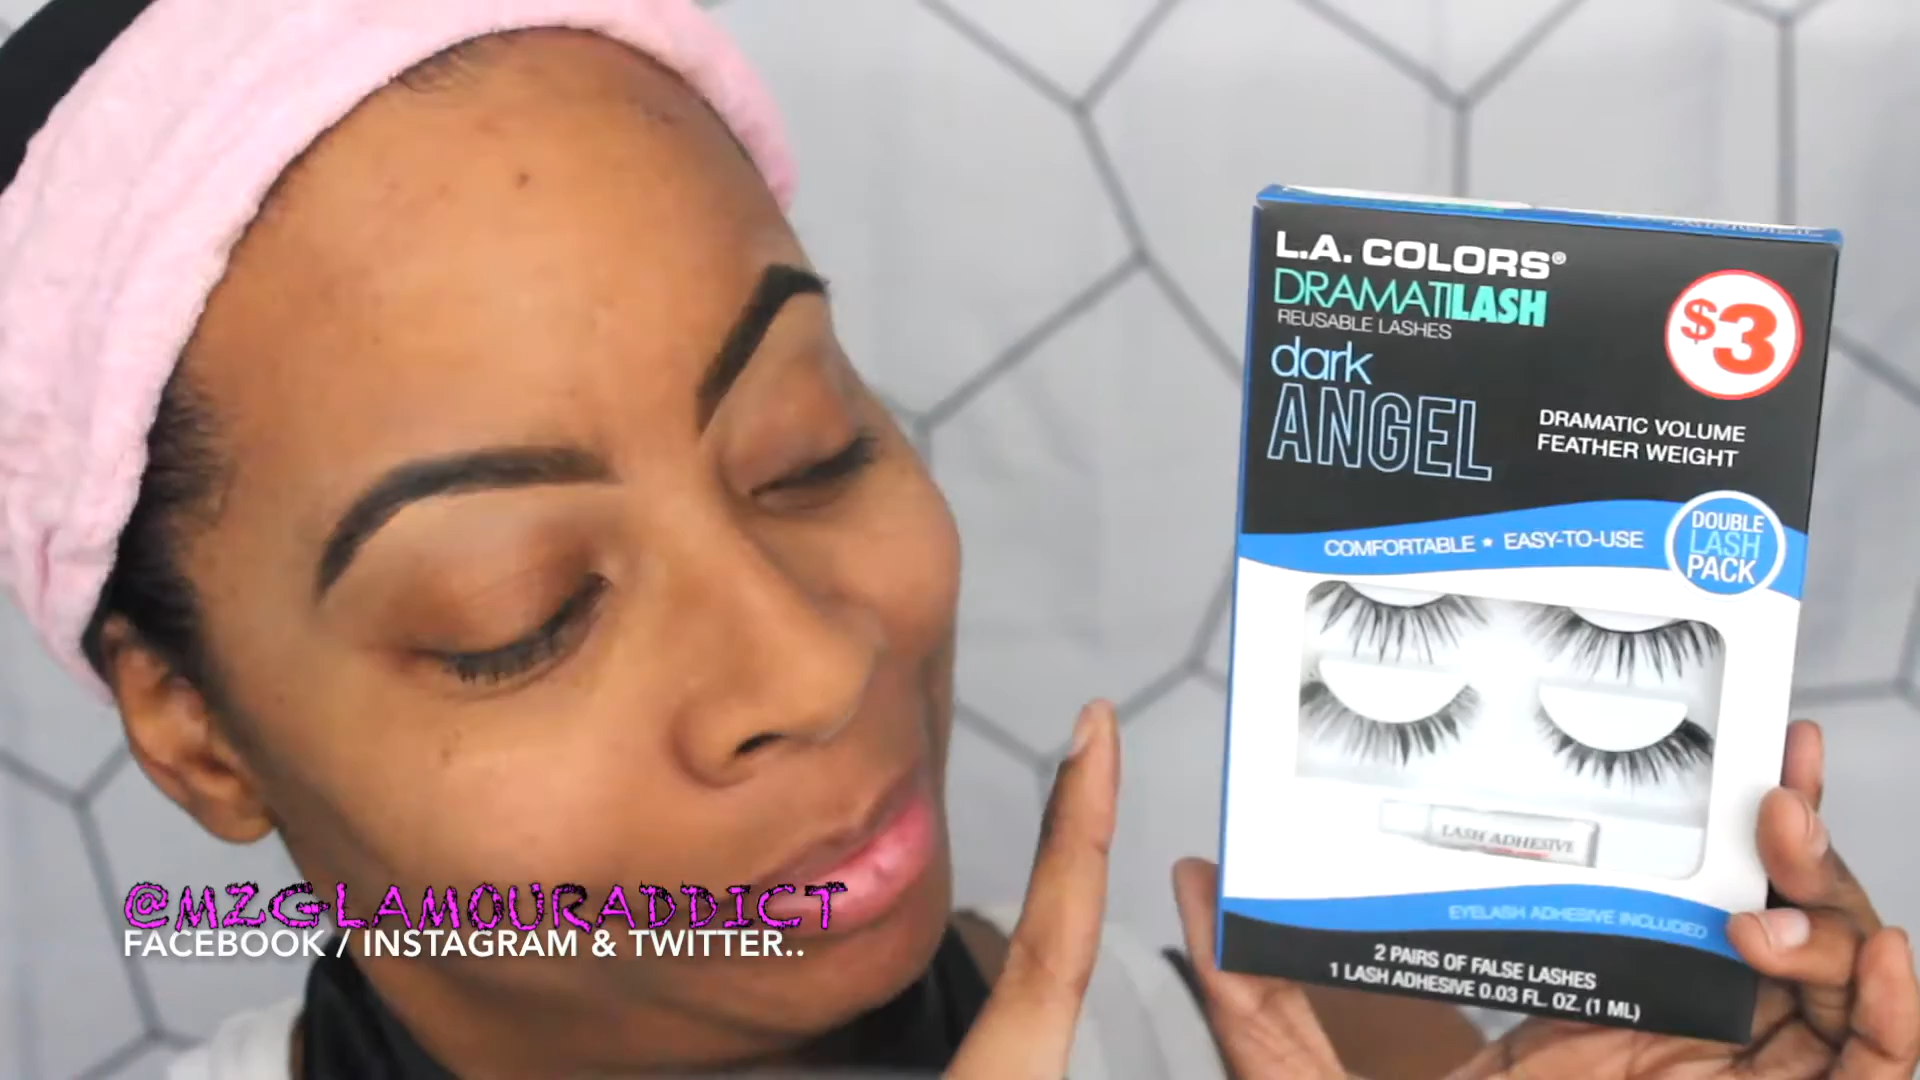 L.A. COLORS®
DRAMATILASH
REUSABLE LASHES
dark
ANGEL
$3
DRAMATIC VOLUME
FEATHER WEIGHT
COMFORTABLE * EASY-TO-USE
DOUBLE
LASH
PACK
LASH ADHESIVE
EYELASH ADHESIVE INCLUDED
2 PAIRS OF FALSE LASHES
1 LASH ADHESIVE 0.03 FL. OZ. (1 ML)
@MZGLAMOURADDICT
FACEBOOK / INSTAGRAM & TWITTER..